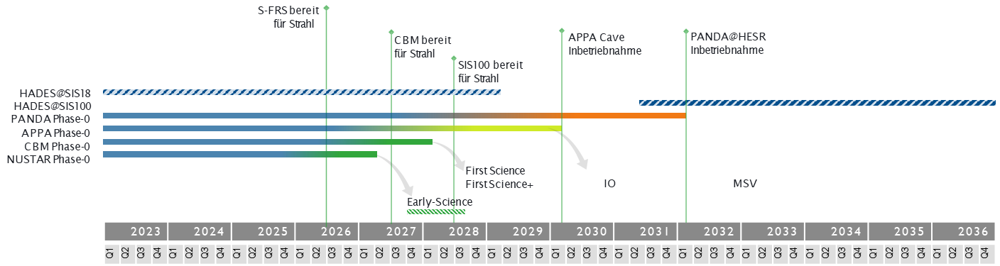 S-FRS bereit
für Strahl
CBM bereit
für Strahl
SIS100 bereit
für Strahl
APPA Cave
Inbetriebnahme
PANDA@HESR
Inbetriebnahme
HADES@SIS18
HADES@SIS100
PANDA Phase-0
APPA Phase-0
CBM Phase-0
NUSTAR Phase-0
First Science
First Science+
IO
MSV
Early-Science
2023 2024 2025 2026 2027 2028 2029 2030 2031 2032 2033 2034 2035 2036
Q1 Q2 Q3 Q4 Q1 Q2 Q3 Q4 Q1 Q2 Q3 Q4 Q1 Q2 Q3 Q4 Q1 Q2 Q3 Q4 Q1 Q2 Q3 Q4 Q1 Q2 Q3 Q4 Q1 Q2 Q3 Q4 Q1 Q2 Q3 Q4 Q1 Q2 Q3 Q4 Q1 Q2 Q3 Q4 Q1 Q2 Q3 Q4 Q1 Q2 Q3 Q4 Q1 Q2 Q3 Q4